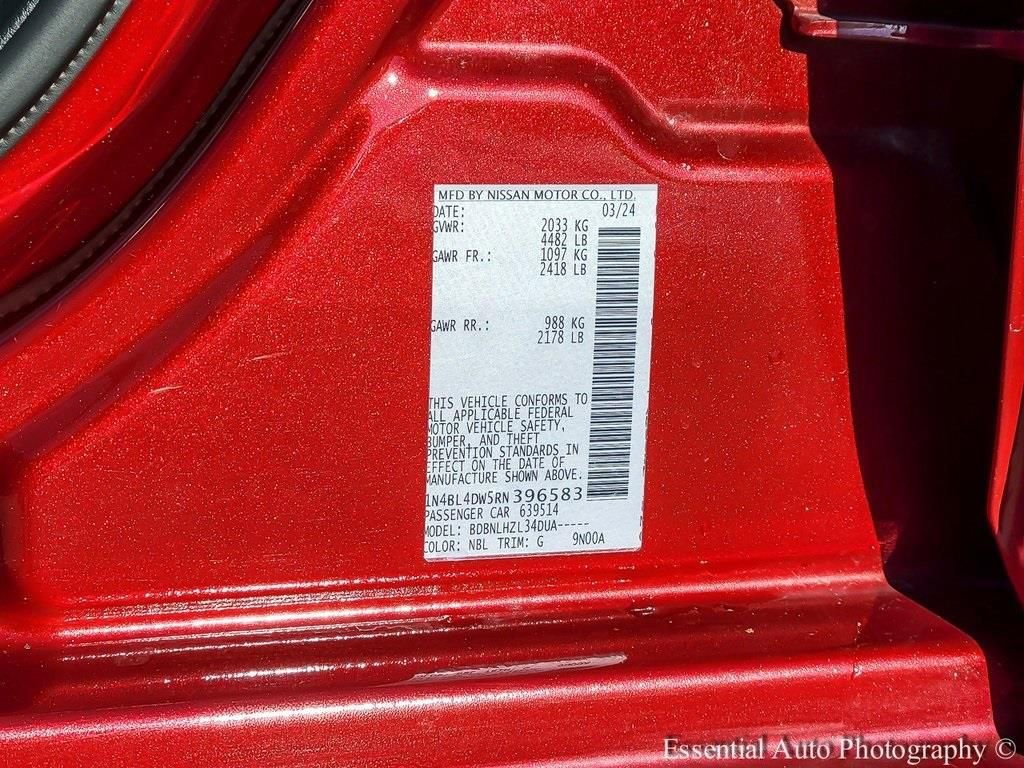 MFD BY NISSAN MOTOR CO., LTD.
DATE: 03/24
GVWR: 2033 KG
4482 LB
GAWR FR.: 1097 KG
2418 LB
GAWR RR.: 988 KG
2178 LB
THIS VEHICLE CONFORMS TO
ALL APPLICABLE FEDERAL
MOTOR VEHICLE SAFETY,
BUMPER, AND THEFT
PREVENTION STANDARDS IN
EFFECT ON THE DATE OF
MANUFACTURE SHOWN ABOVE.
1N4BL4DW5RN396583
PASSENGER CAR 639514
MODEL: BDBNLHZL34DUA-----
COLOR: NBL TRIM: G 9N00A
Essential Auto Photography ©